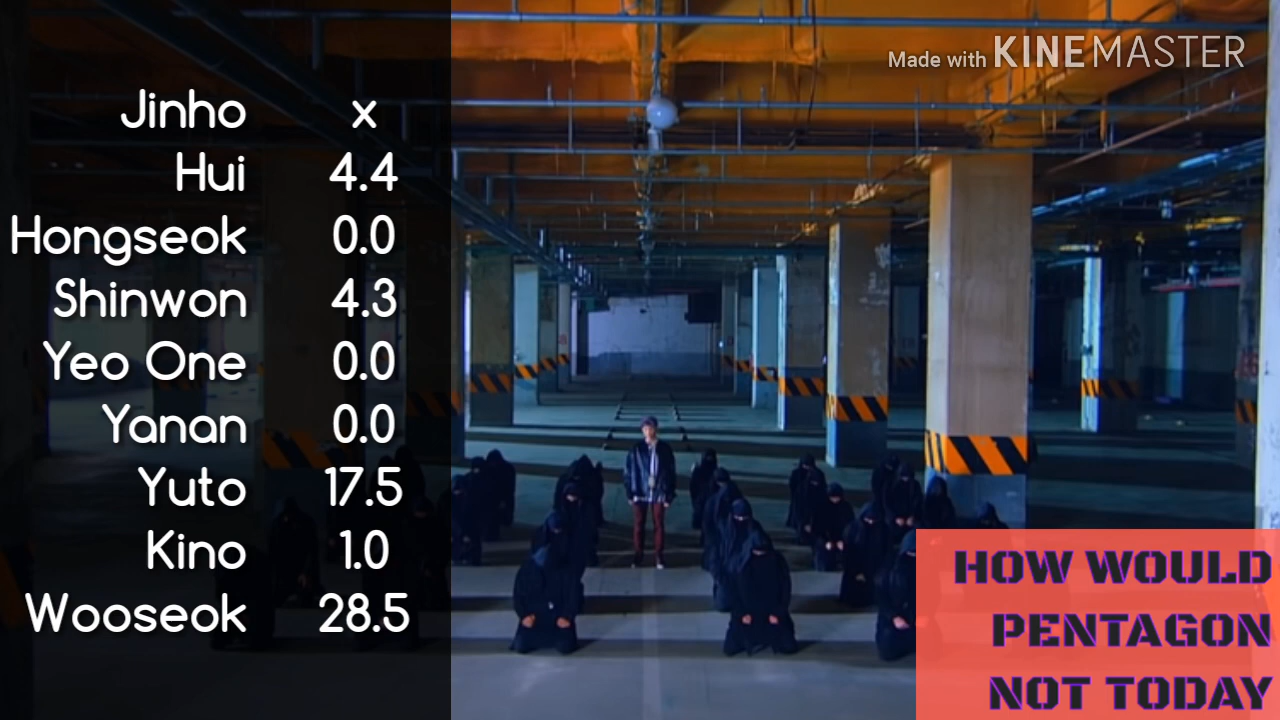 Made with KINEMASTER
Jinho x
Hui 4.4
Hongseok 0.0
Shinwon 4.3
Yeo One 0.0
Yanan 0.0
Yuto 17.5
Kino 1.0
Wooseok 28.5
HOW WOULD
PENTAGON
NOT TODAY